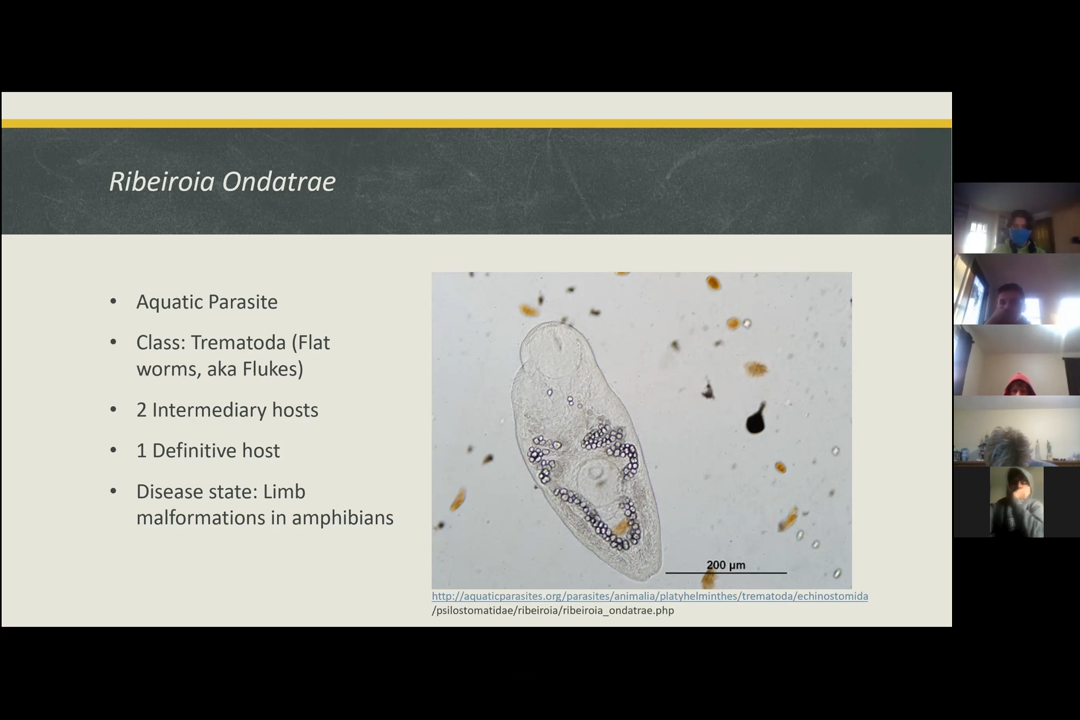 Ribeiroia Ondatrae
• Aquatic Parasite
• Class: Trematoda (Flat
worms, aka Flukes)
• 2 Intermediary hosts
• 1 Definitive host
• Disease state: Limb
malformations in amphibians
200 µm
http://aquaticparasites.org/parasites/animalia/platyhelminthes/trematoda/echinostomida
/psilostomatidae/ribeiroia/ribeiroia_ondatrae.php